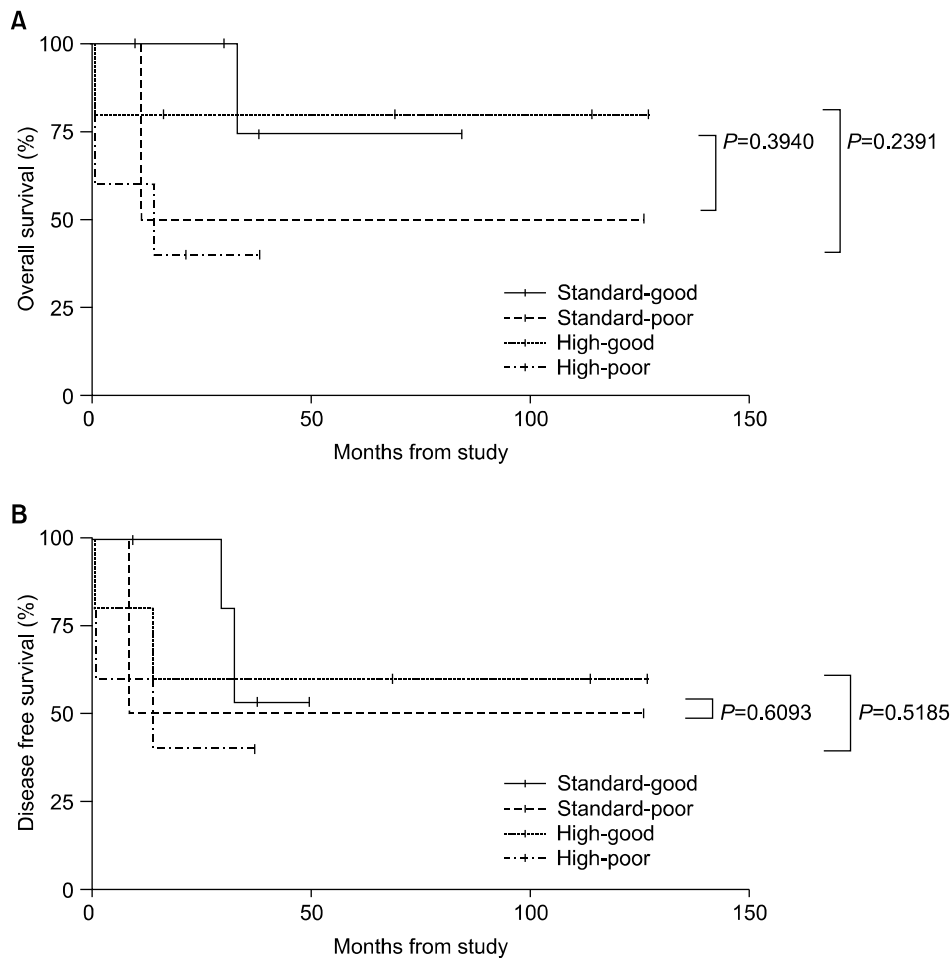 A
100
75
50
25
0
Overall survival (%)
P=0.3940
P=0.2391
Standard-good
Standard-poor
High-good
High-poor
0 50 100 150
Months from study
B
100
75
50
25
0
Disease free survival (%)
P=0.6093
P=0.5185
Standard-good
Standard-poor
High-good
High-poor
0 50 100 150
Months from study